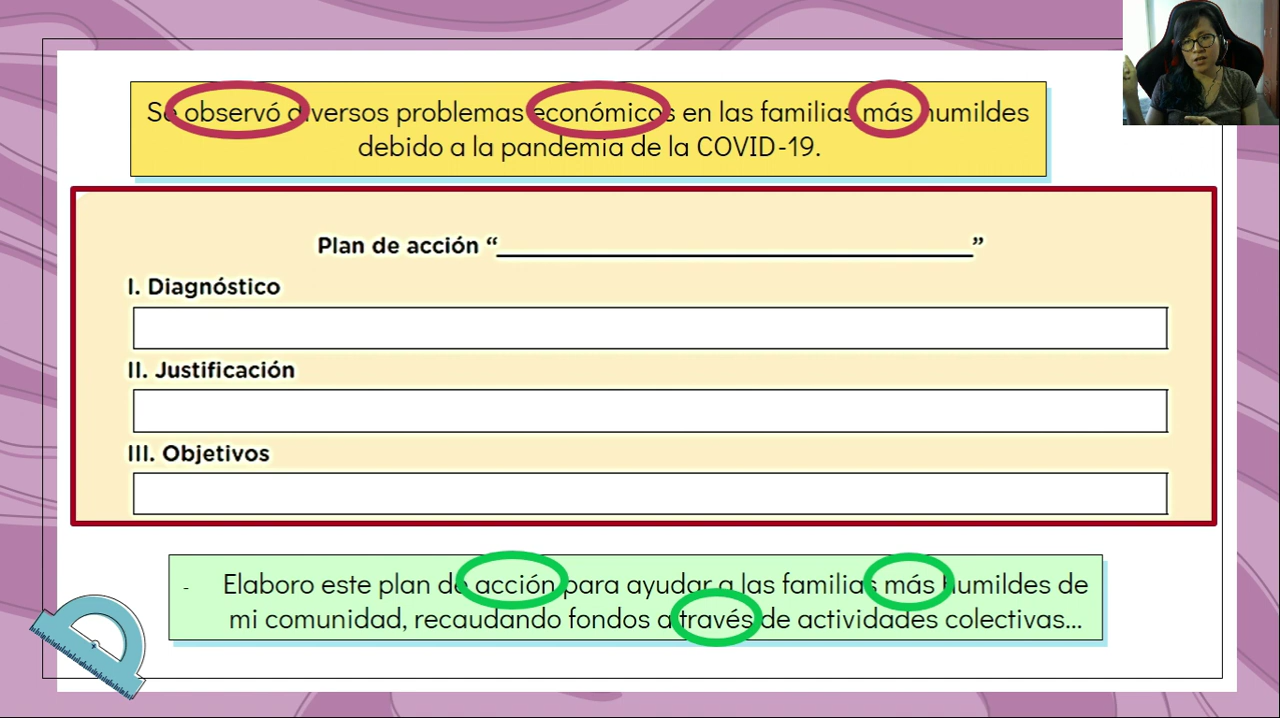 Se observó diversos problemas económicos en las familias más humildes
debido a la pandemia de la COVID-19.
Plan de acción “______________________________”
I. Diagnóstico
II. Justificación
III. Objetivos
- Elaboro este plan de acción para ayudar a las familias más humildes de
mi comunidad, recaudando fondos a través de actividades colectivas...